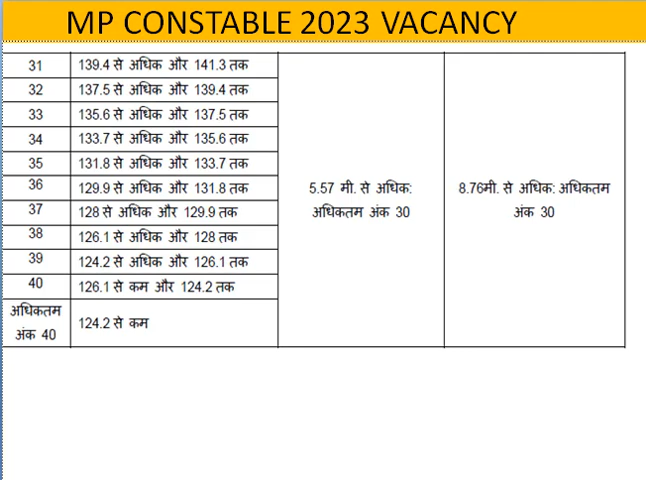 MP CONSTABLE 2023 VACANCY
31 139.4 से अधिक और 141.3 तक
32 137.5 से अधिक और 139.4 तक
33 135.6 से अधिक और 137.5 तक
34 133.7 से अधिक और 135.6 तक
35 131.8 से अधिक और 133.7 तक
36 129.9 से अधिक और 131.8 तक
37 128 से अधिक और 129.9 तक
38 126.1 से अधिक और 128 तक
39 124.2 से अधिक और 126.1 तक
40 126.1 से कम और 124.2 तक
अधिकतम
अंक 40
124.2 से कम
5.57 मी. से अधिक:
अधिकतम अंक 30
8.76मी. से अधिक: अधिकतम
अंक 30